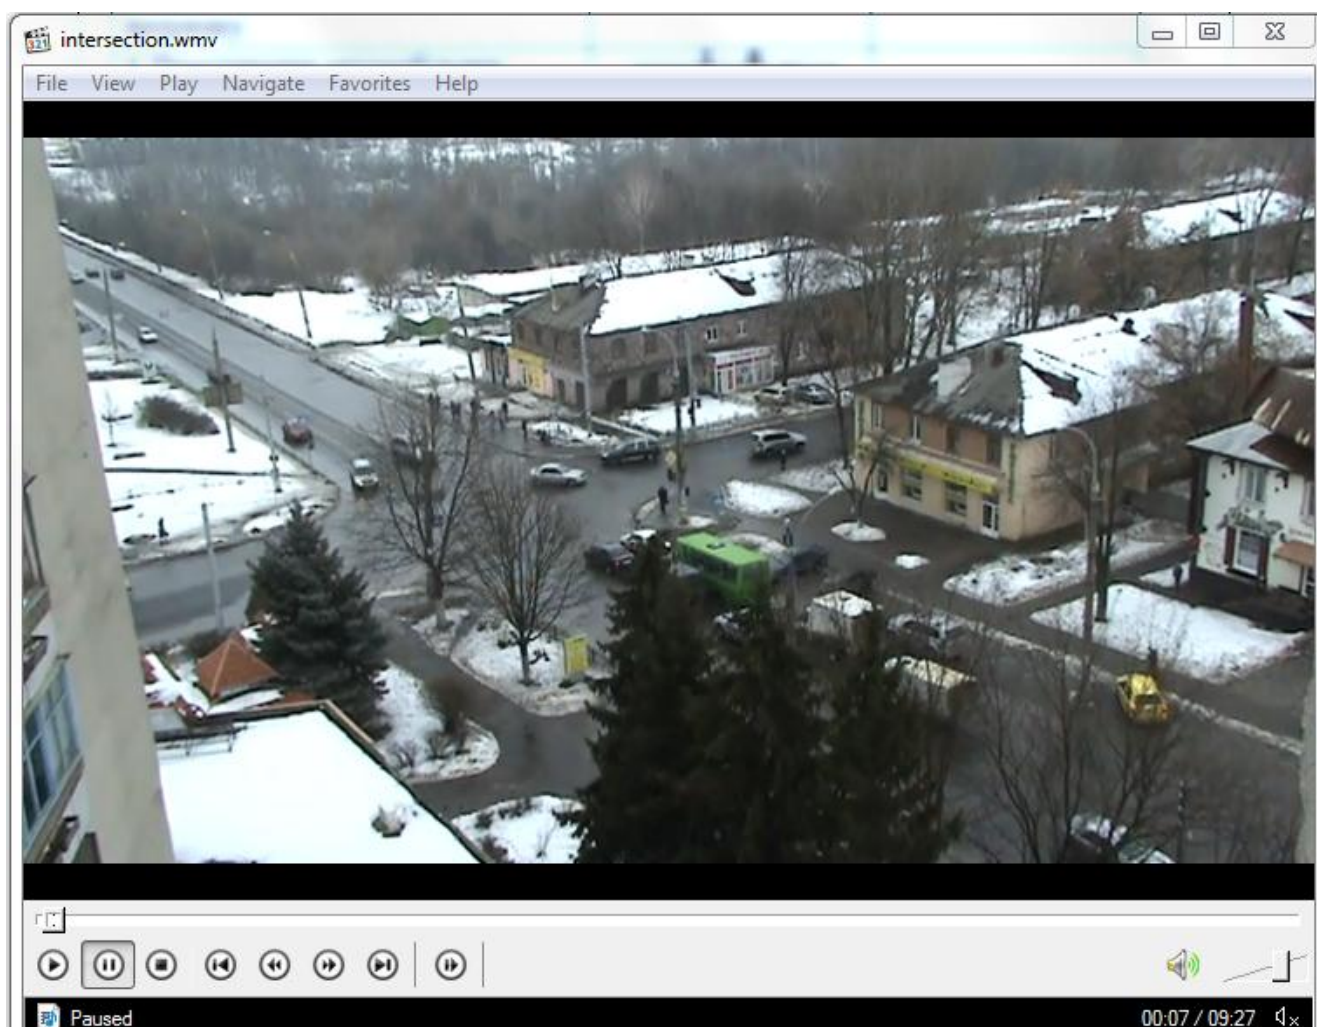 intersection.wmv
File View Play Navigate Favorites Help
Paused
00:07 / 09:27